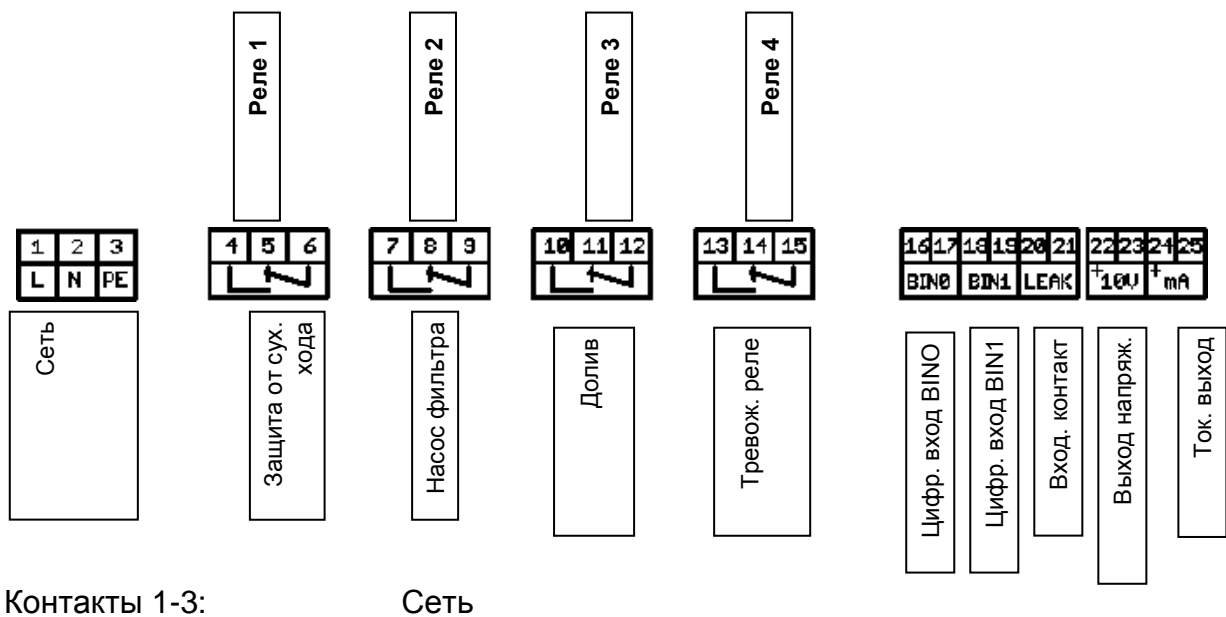 Реле 1
Реле 2
Реле 3
Реле 4
1 2 3
L N PE
4 5 6
7 8 9
10 11 12
13 14 15
16 17 18 19 20 21
BIN0 BIN1 LEAK
22 23 24 25
+10V +mA
Сеть
Защита от сух.
хода
Насос фильтра
Долив
Тревож. реле
Цифр. вход BINO
Цифр. вход BIN1
Вход. контакт
Выход напряж.
Ток. выход
Контакты 1-3: Сеть